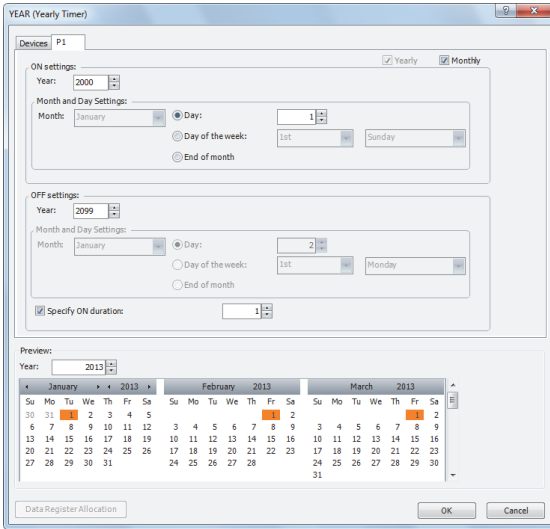 YEAR (Yearly Timer)
Devices P1
Yearly Monthly
ON settings:
Year: 2000
Month and Day Settings:
Month: January Day: 1
Day of the week: 1st Sunday
End of month
OFF settings:
Year: 2099
Month and Day Settings:
Month: January Day: 2
Day of the week: 1st Monday
End of month
Specify ON duration: 1
Preview:
Year: 2013
January 2013 February 2013 March 2013
Su Mo Tu We Th Fr Sa Su Mo Tu We Th Fr Sa Su Mo Tu We Th Fr Sa
30 31 1 2 3 4 5 1 2 1 2
6 7 8 9 10 11 12 3 4 5 6 7 8 9 3 4 5 6 7 8 9
13 14 15 16 17 18 19 10 11 12 13 14 15 16 10 11 12 13 14 15 16
20 21 22 23 24 25 26 17 18 19 20 21 22 23 17 18 19 20 21 22 23
27 28 29 30 31 24 25 26 27 28 24 25 26 27 28 29 30
31
Data Register Allocation OK Cancel